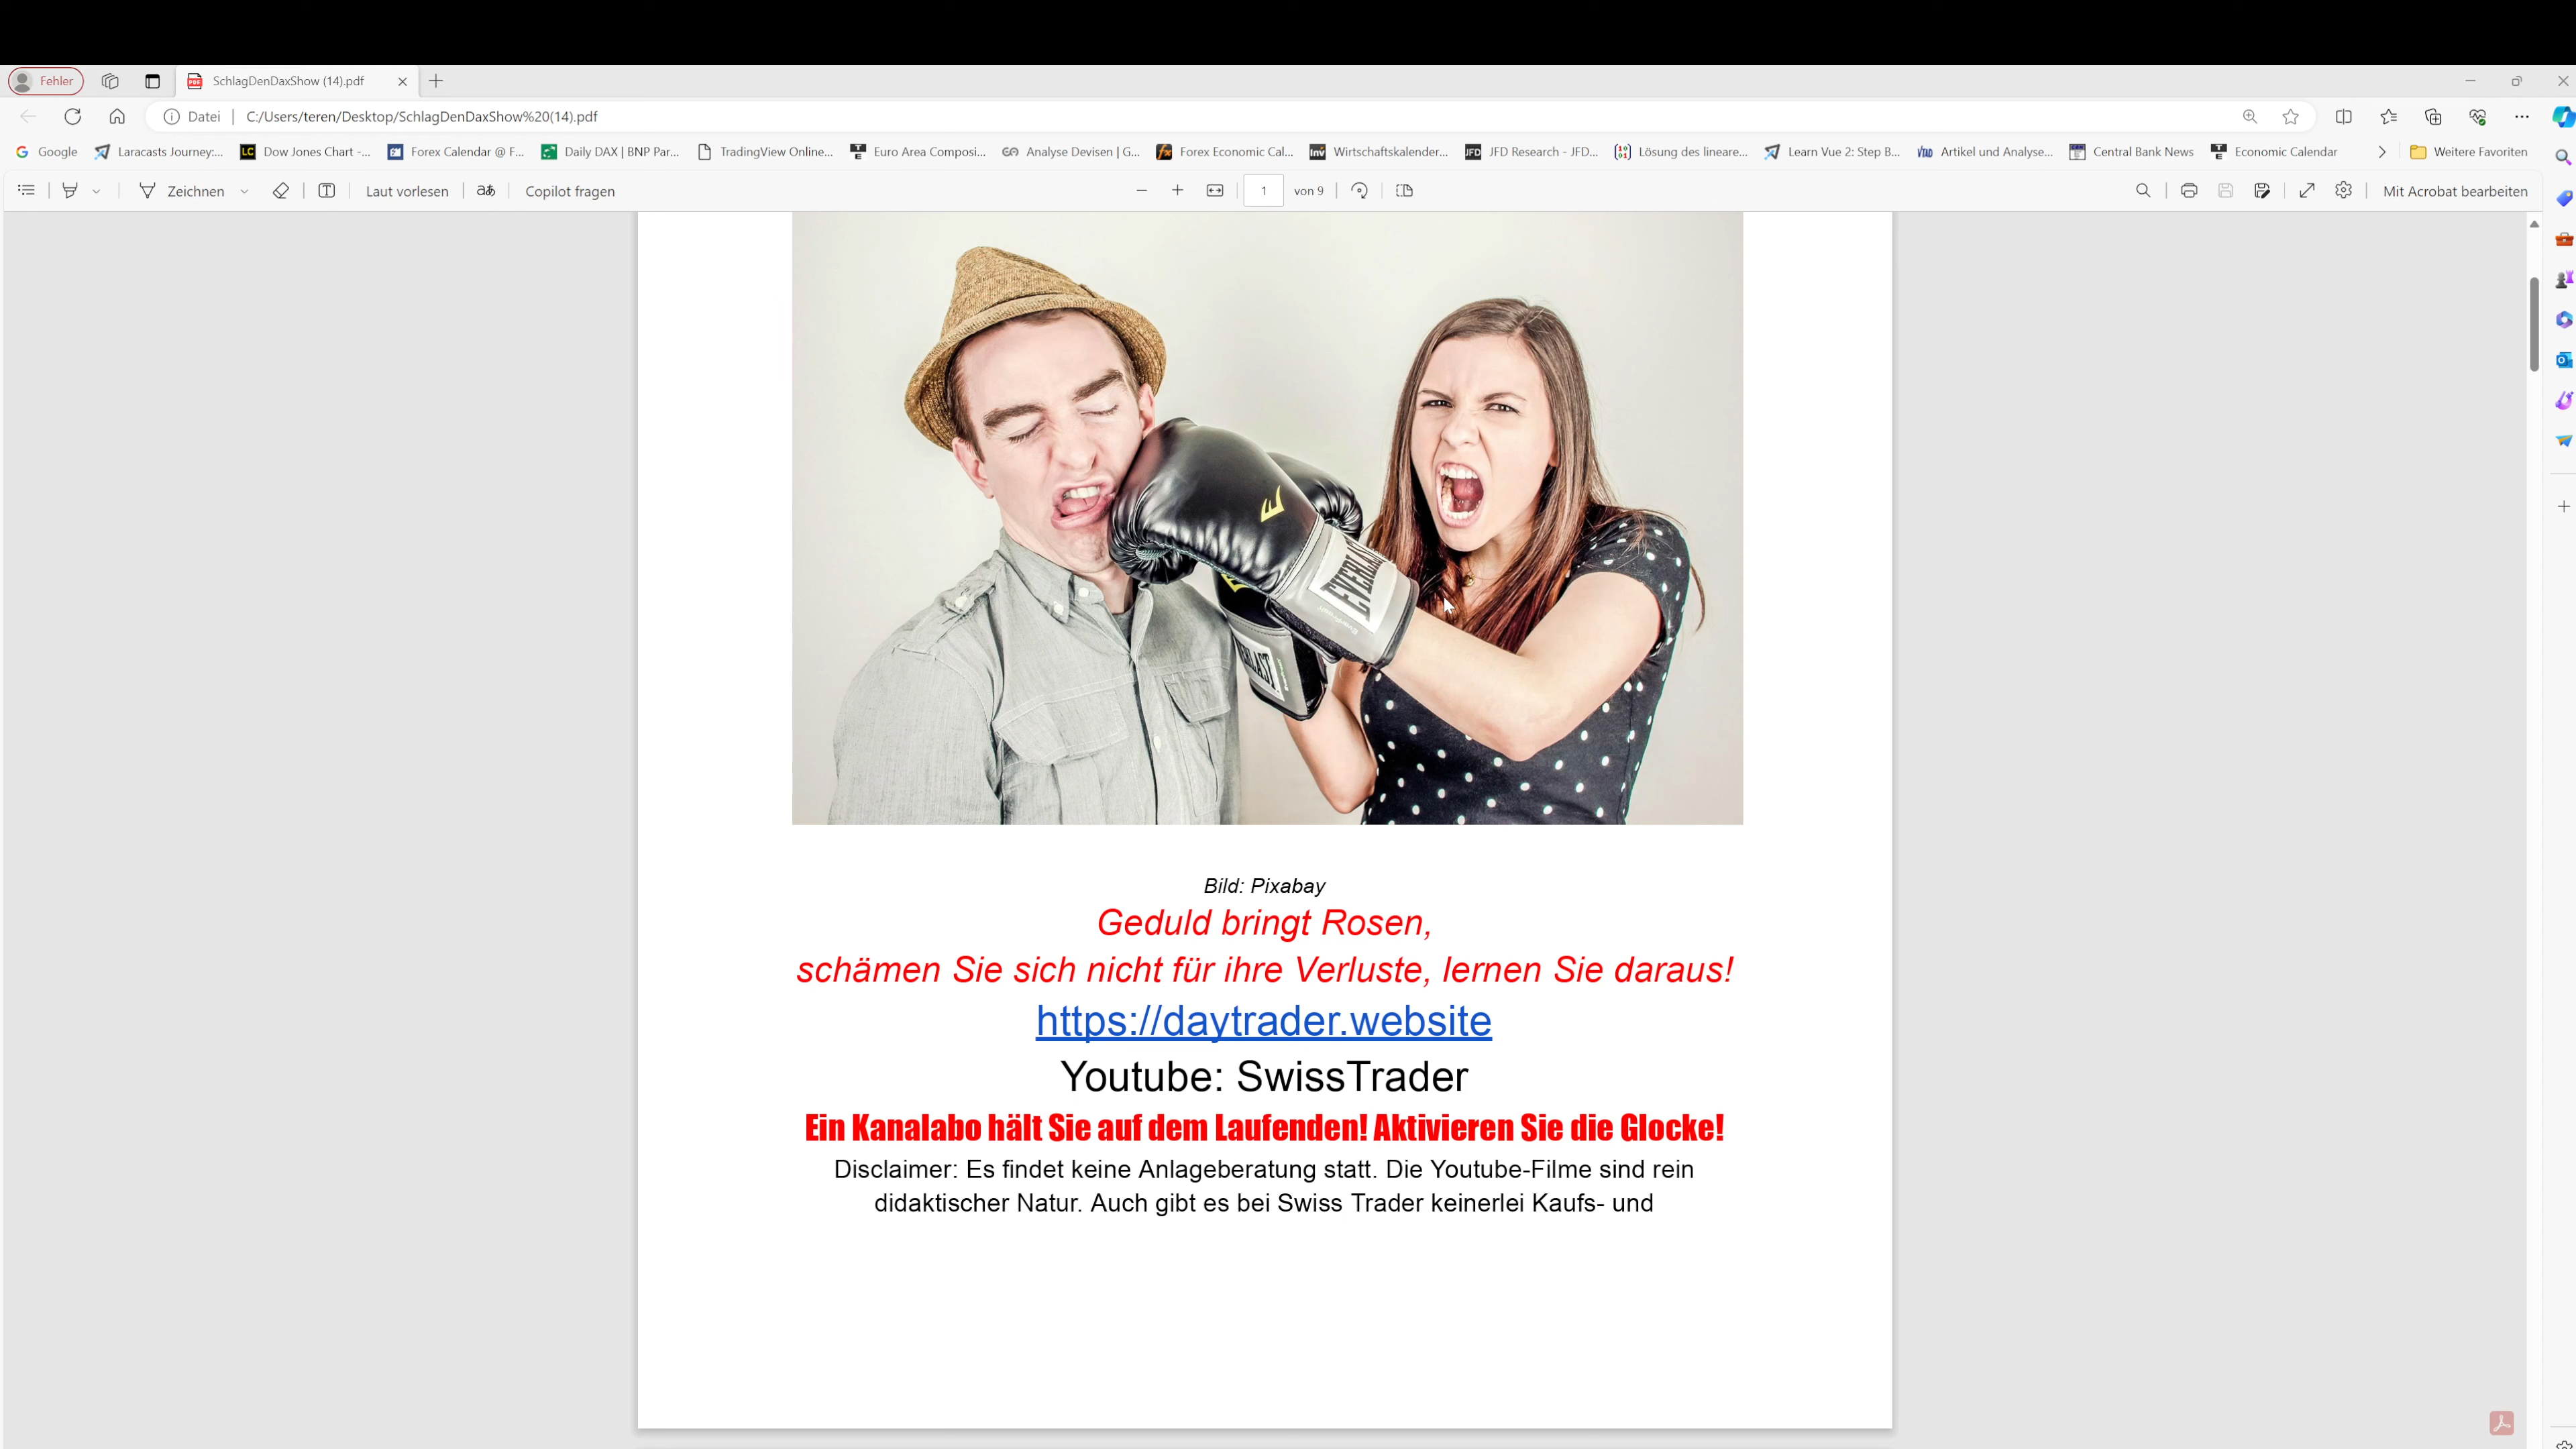 Fehler
SchlagDenDaxShow (14).pdf
Datei
C:/Users/teren/Desktop/SchlagDenDaxShow%20(14).pdf
Google
Laracasts Journey:...
Dow Jones Chart -...
Forex Calendar @ F...
Daily DAX | BNP Par...
TradingView Online...
Euro Area Composi...
Analyse Devisen | G...
Forex Economic Cal...
Wirtschaftskalender...
JFD Research - JFD...
Lösung des lineare...
Learn Vue 2: Step B...
Artikel und Analyse...
Central Bank News
Economic Calendar
Weitere Favoriten
Zeichnen
Laut vorlesen
Copilot fragen
1 von 9
Mit Acrobat bearbeiten
EVERLAST
Bild: Pixabay
Geduld bringt Rosen,
schämen Sie sich nicht für ihre Verluste, lernen Sie daraus!
https://daytrader.website
Youtube: SwissTrader
Ein Kanalabo hält Sie auf dem Laufenden! Aktivieren Sie die Glocke!
Disclaimer: Es findet keine Anlageberatung statt. Die Youtube-Filme sind rein
didaktischer Natur. Auch gibt es bei Swiss Trader keinerlei Kaufs- und